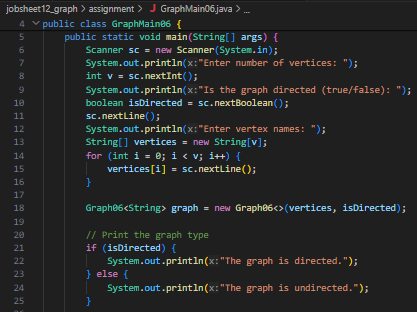 jobsheet12_graph > assignment > J GraphMain06.java > ...
4 public class GraphMain06 {
5 public static void main(String[] args) {
6 Scanner sc = new Scanner(System.in);
7 System.out.println(x:"Enter number of vertices: ");
8 int v = sc.nextInt();
9 System.out.println(x:"Is the graph directed (true/false): ");
10 boolean isDirected = sc.nextBoolean();
11 sc.nextLine();
12 System.out.println(x:"Enter vertex names: ");
13 String[] vertices = new String[v];
14 for (int i = 0; i < v; i++) {
15 vertices[i] = sc.nextLine();
16 }
17
18 Graph06<String> graph = new Graph06<>(vertices, isDirected);
19
20 // Print the graph type
21 if (isDirected) {
22 System.out.println(x:"The graph is directed.");
23 } else {
24 System.out.println(x:"The graph is undirected.");
25 }